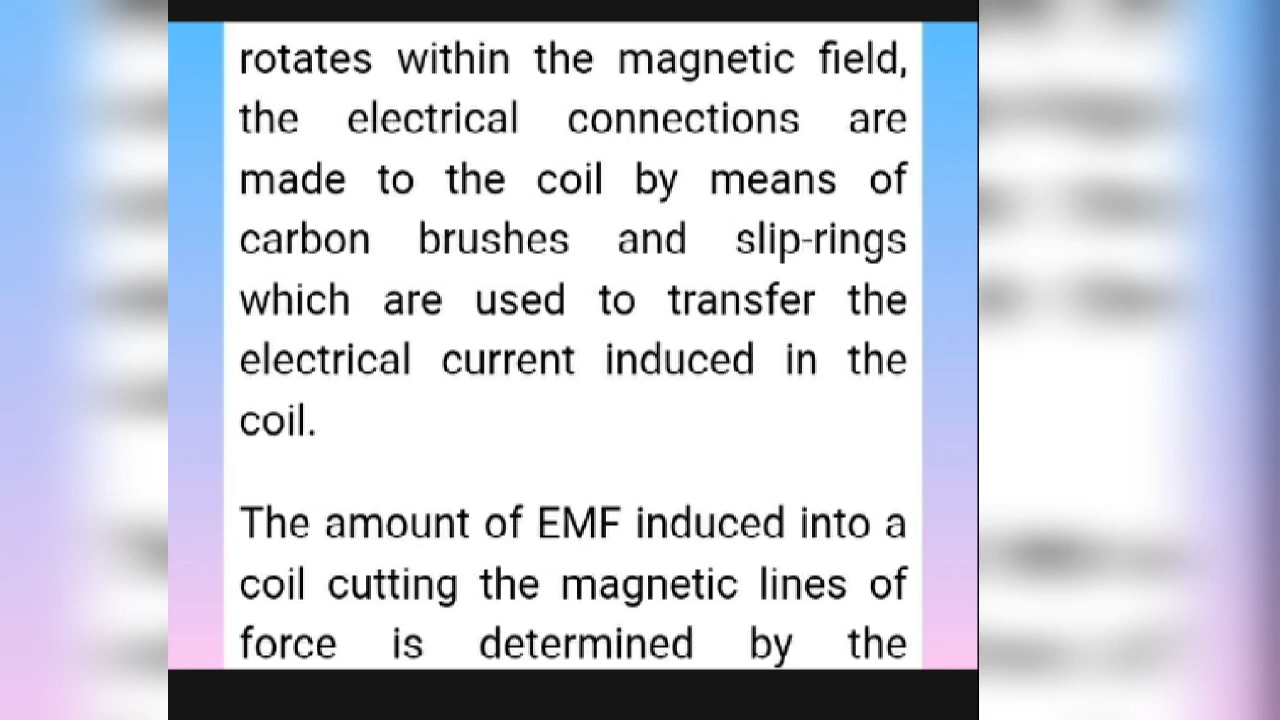 rotates within the magnetic field,
the electrical connections are
made to the coil by means of
carbon brushes and slip-rings
which are used to transfer the
electrical current induced in the
coil.
The amount of EMF induced into a
coil cutting the magnetic lines of
force is determined by the